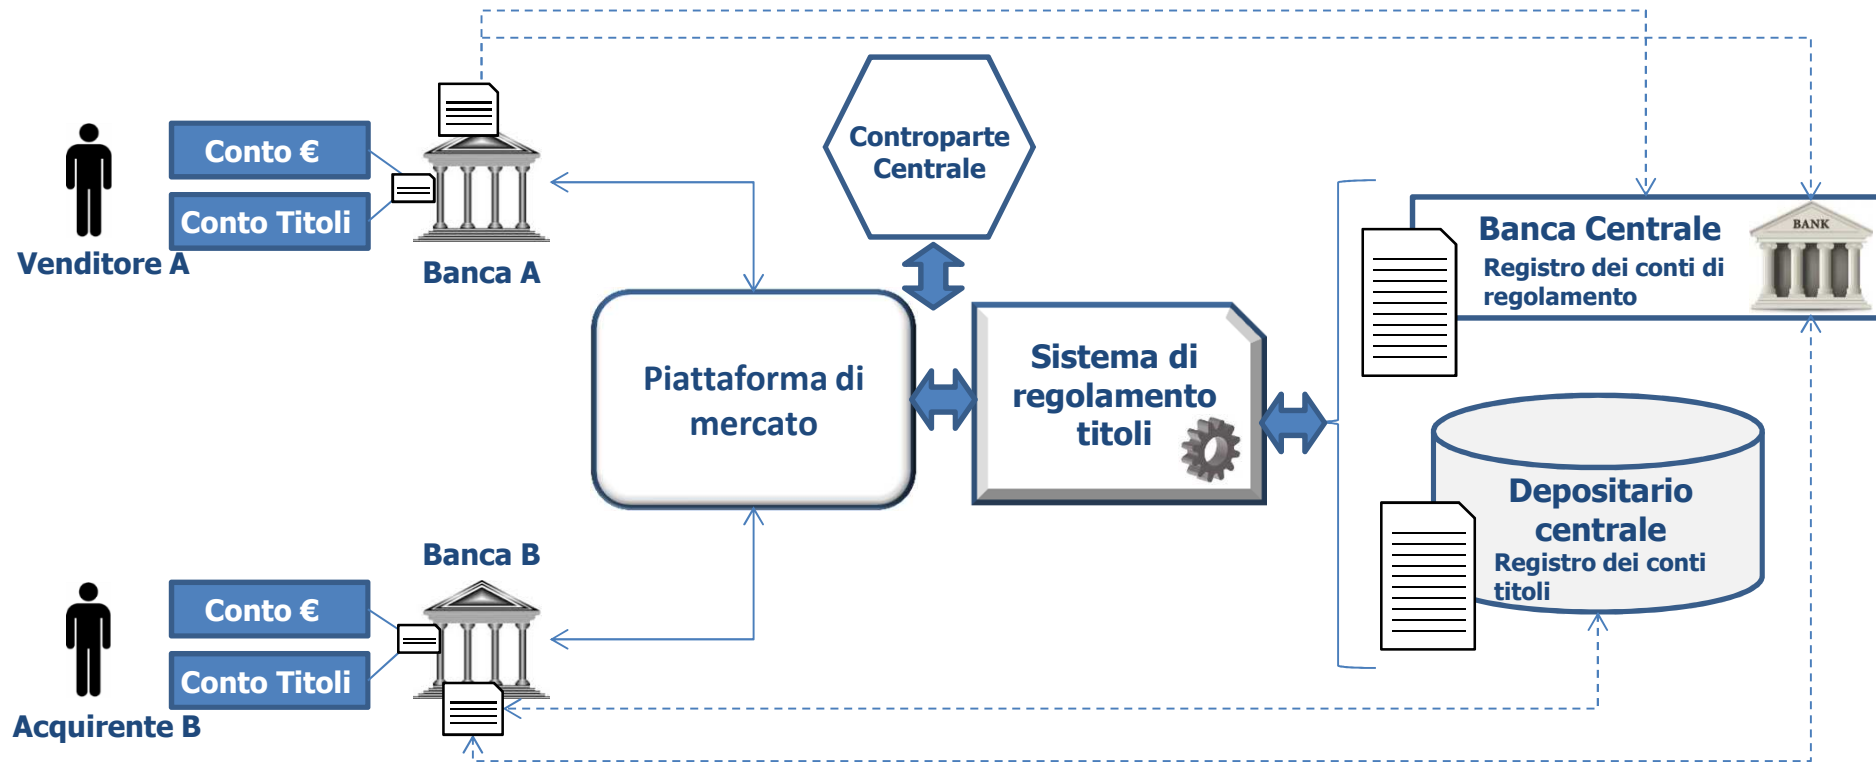 Conto €
Conto Titoli
Venditore A
Banca A
Controparte
Centrale
Banca Centrale
Registro dei conti di
regolamento
BANK
Piattaforma di
mercato
Sistema di
regolamento
titoli
Depositario
centrale
Registro dei conti
titoli
Banca B
Conto €
Conto Titoli
Acquirente B